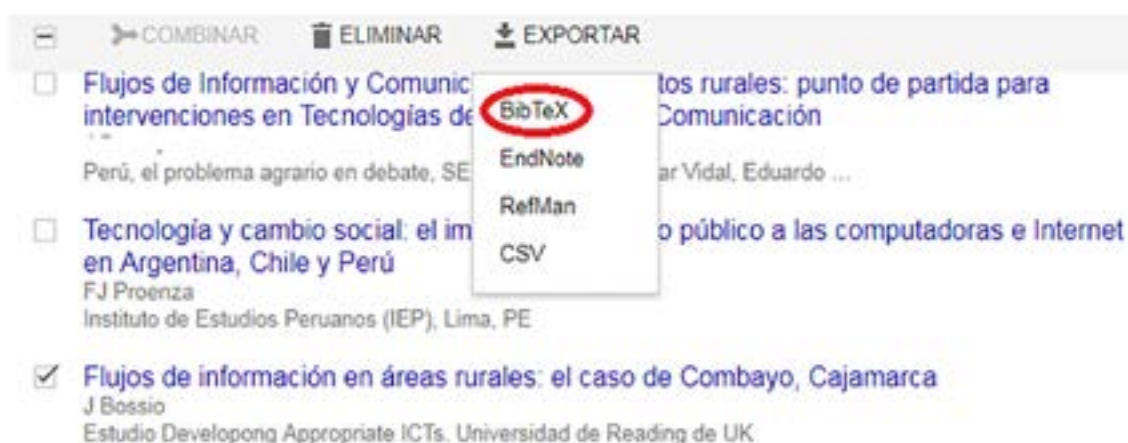 COMBINAR ELIMINAR EXPORTAR
Flujos de Información y Comunic tos rurales: punto de partida para
intervenciones en Tecnologías de Comunicación
Perú, el problema agrario en debate, SE ar Vidal, Eduardo ...
BibTeX
EndNote
RefMan
CSV
Tecnología y cambio social: el im o público a las computadoras e Internet
en Argentina, Chile y Perú
FJ Proenza
Instituto de Estudios Peruanos (IEP), Lima, PE
Flujos de información en áreas rurales: el caso de Combayo, Cajamarca
J Bossio
Estudio Developong Appropriate ICTs. Universidad de Reading de UK